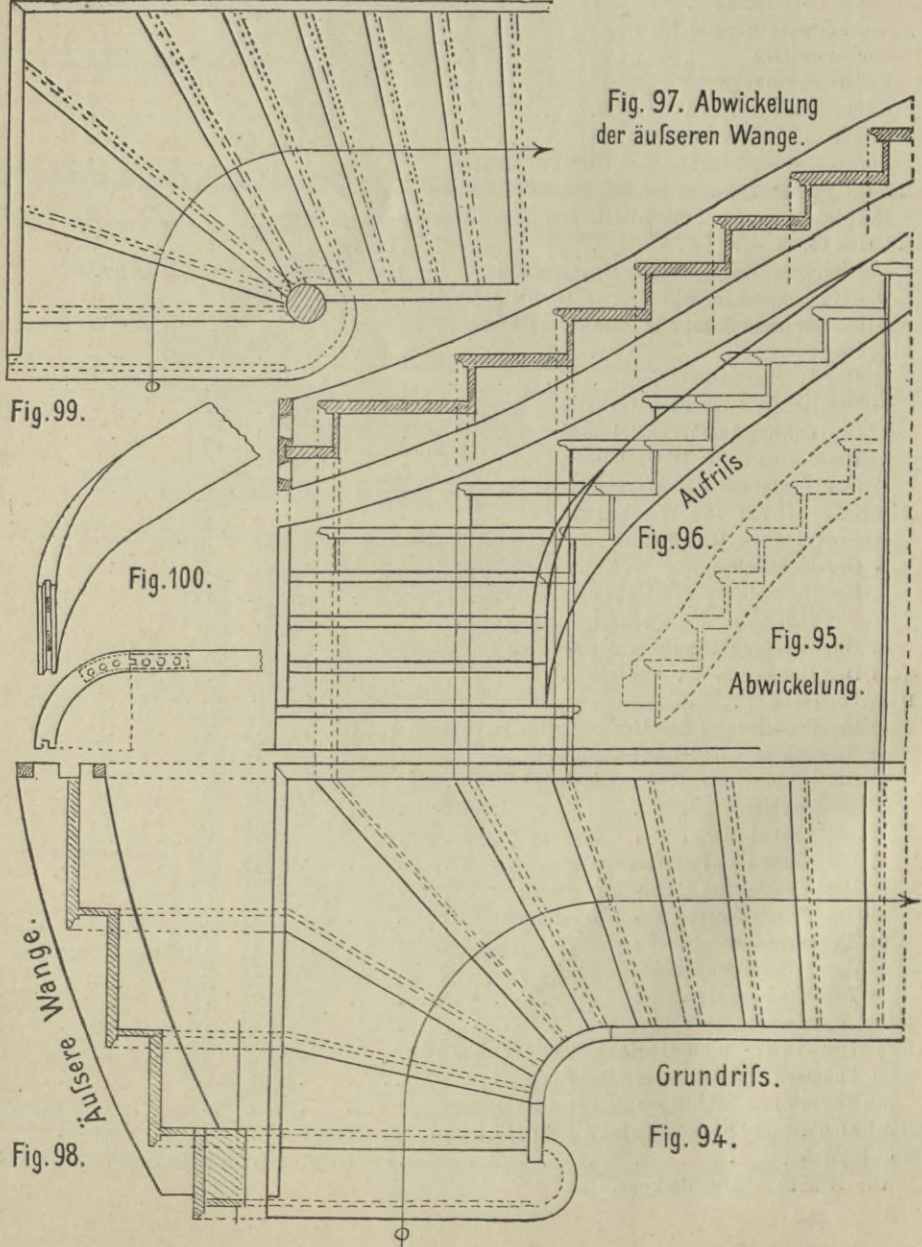 Fig. 97. Abwickelung
der äuſseren Wange.
Fig. 99.
Fig. 100.
Aufriſs
Fig. 96.
Fig. 95.
Abwickelung.
Äuſsere Wange.
Fig. 98.
Grundriſs.
Fig. 94.